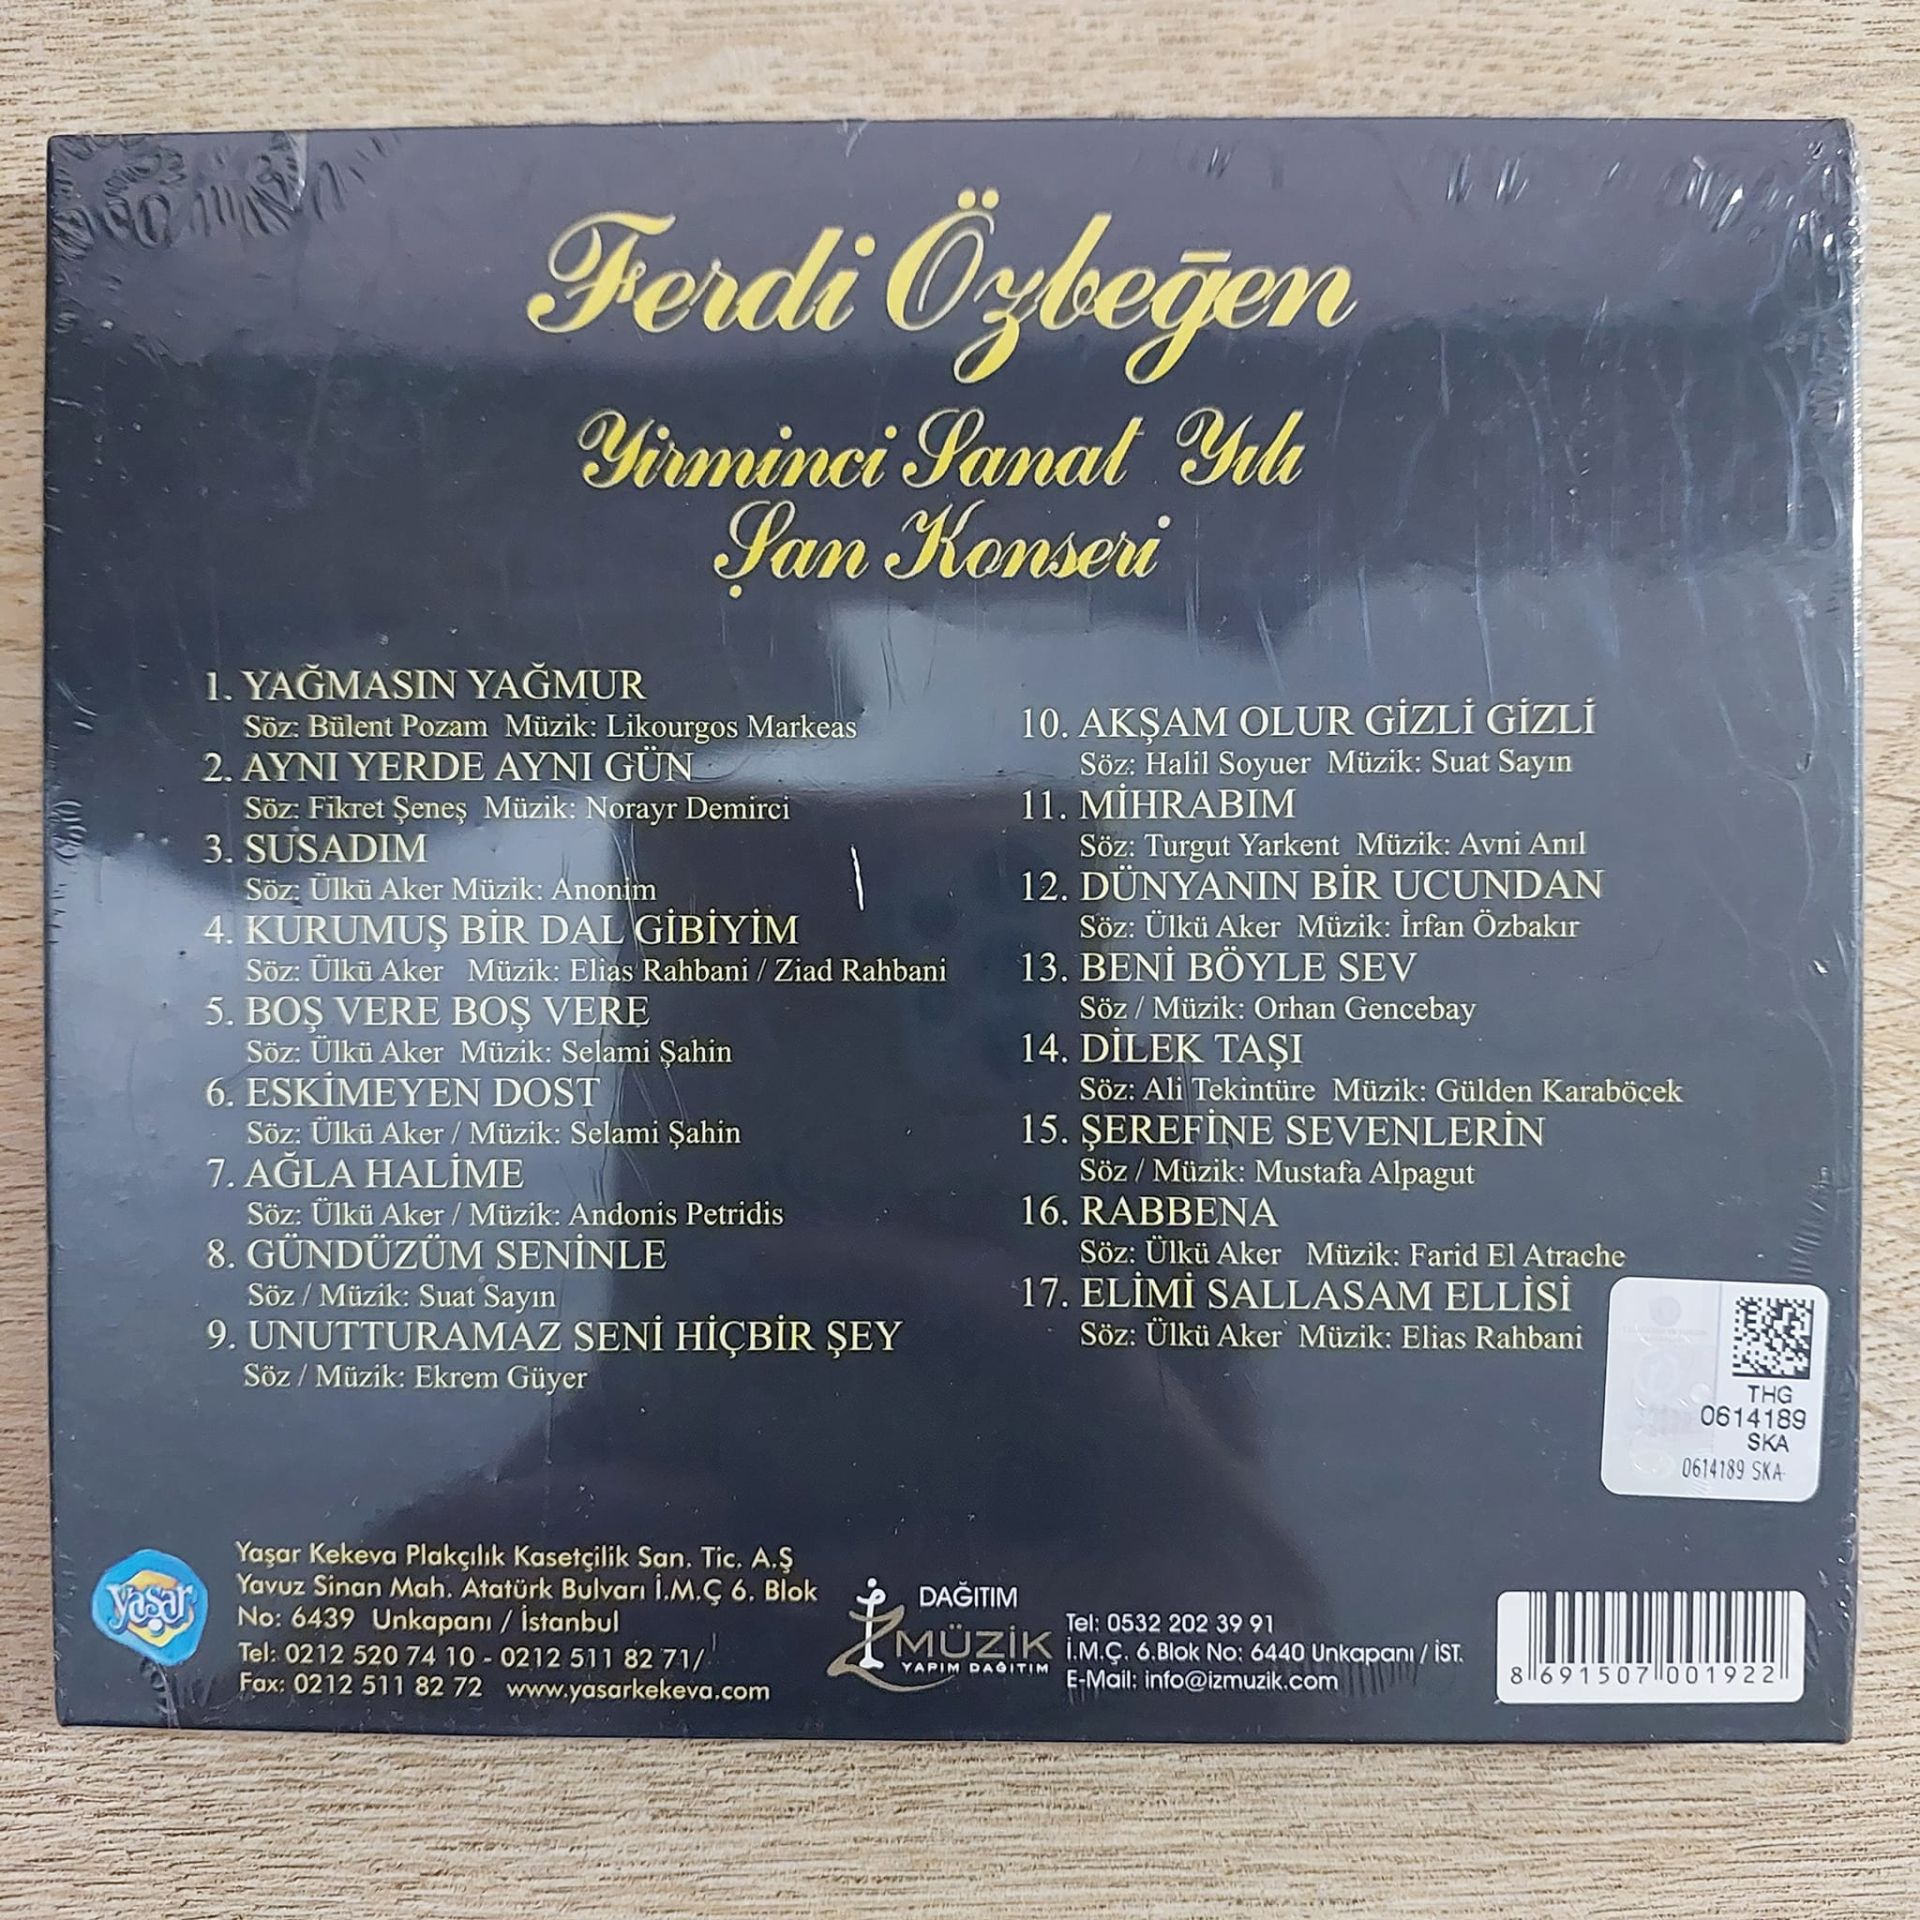 Ferdi Özbeğen
Yirminci Sanat Yılı
Şan Konseri
1. YAĞMASIN YAĞMUR
Söz: Bülent Pozam Müzik: Likourgos Markeas
2. AYNI YERDE AYNI GÜN
Söz: Fikret Şeneş Müzik: Norayr Demirci
3. SUSADIM
Söz: Ülkü Aker Müzik: Anonim
4. KURUMUŞ BİR DAL GİBİYİM
Söz: Ülkü Aker Müzik: Elias Rahbani / Ziad Rahbani
5. BOŞ VERE BOŞ VERE
Söz: Ülkü Aker Müzik: Selami Şahin
6. ESKİMEYEN DOST
Söz: Ülkü Aker / Müzik: Selami Şahin
7. AĞLA HALİME
Söz: Ülkü Aker / Müzik: Andonis Petridis
8. GÜNDÜZÜM SENİNLE
Söz / Müzik: Suat Sayın
9. UNUTTURAMAZ SENİ HİÇBİR ŞEY
Söz / Müzik: Ekrem Güyer
10. AKŞAM OLUR GİZLİ GİZLİ
Söz: Halil Soyuer Müzik: Suat Sayın
11. MİHRABIM
Söz: Turgut Yarkent Müzik: Avni Anıl
12. DÜNYANIN BİR UCUNDAN
Söz: Ülkü Aker Müzik: İrfan Özbakır
13. BENİ BÖYLE SEV
Söz / Müzik: Orhan Gencebay
14. DİLEK TAŞI
Söz: Ali Tekintüre Müzik: Gülden Karaböcek
15. ŞEREFİNE SEVENLERİN
Söz / Müzik: Mustafa Alpagut
16. RABBENA
Söz: Ülkü Aker Müzik: Farid El Atrache
17. ELİMİ SALLASAM ELLİSİ
Söz: Ülkü Aker Müzik: Elias Rahbani
THG
0614189
SKA
0614189 SKA
yaşar
Yaşar Kekeva Plakçılık Kasetçilik San. Tic. A.Ş
Yavuz Sinan Mah. Atatürk Bulvarı İ.M.Ç 6. Blok
No: 6439 Unkapanı / İstanbul
Tel: 0212 520 74 10 - 0212 511 82 71/
Fax: 0212 511 82 72 www.yasarkekeva.com
DAĞITIM
İZ MÜZİK
YAPIM DAĞITIM
Tel: 0532 202 39 91
İ.M.Ç. 6.Blok No: 6440 Unkapanı / İST.
E-Mail: info@izmuzik.com
8 691507 001922